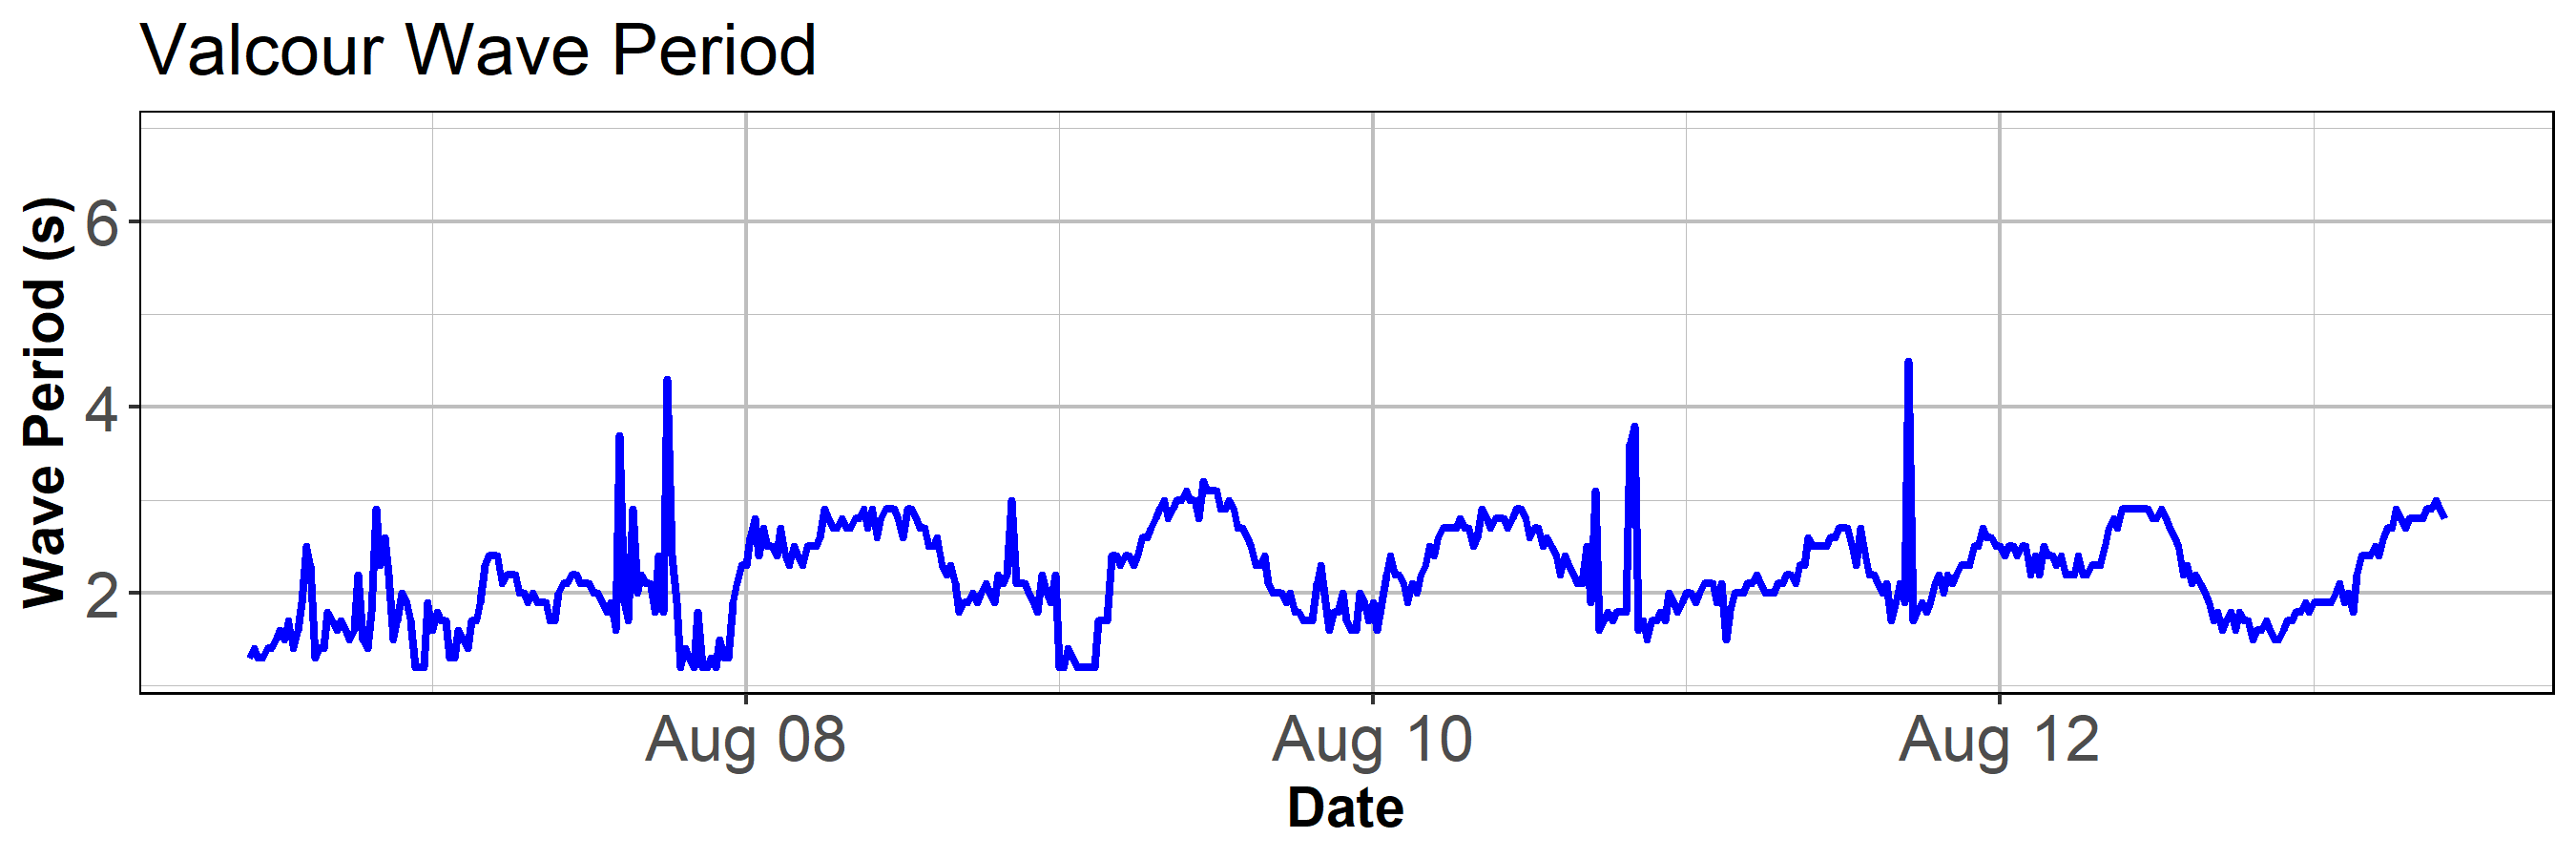 Valcour Wave Period
Wave Period (s)
6
4
2
Aug 08 Aug 10 Aug 12
Date